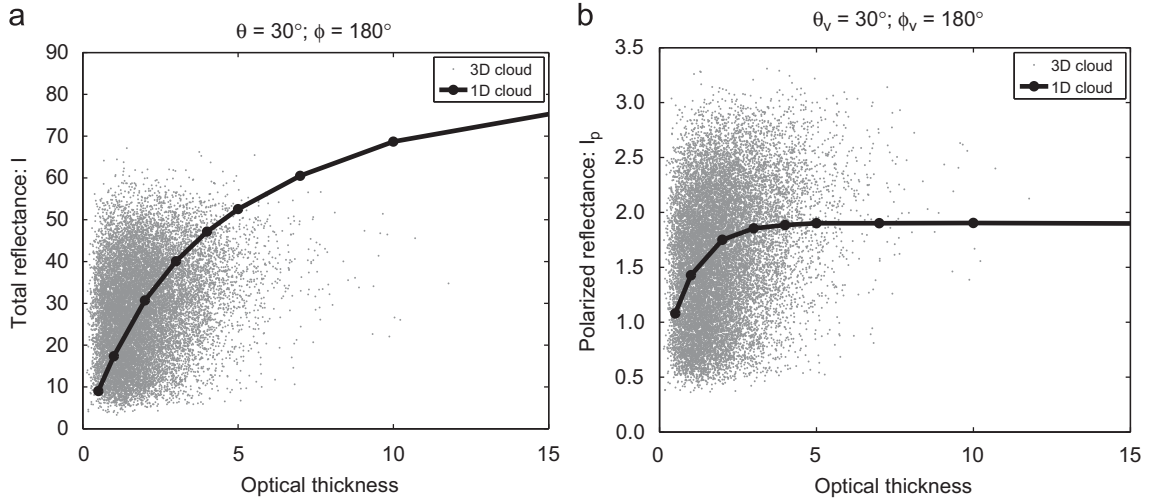 a
θ = 30°; ϕ = 180°
90
80
70
60
50
40
30
20
10
0
0 5 10 15
Total reflectance: I
Optical thickness
3D cloud
1D cloud
b
θv = 30°; ϕv = 180°
3.5
3.0
2.5
2.0
1.5
1.0
0.5
0.0
0 5 10 15
Polarized reflectance: Ip
Optical thickness
3D cloud
1D cloud